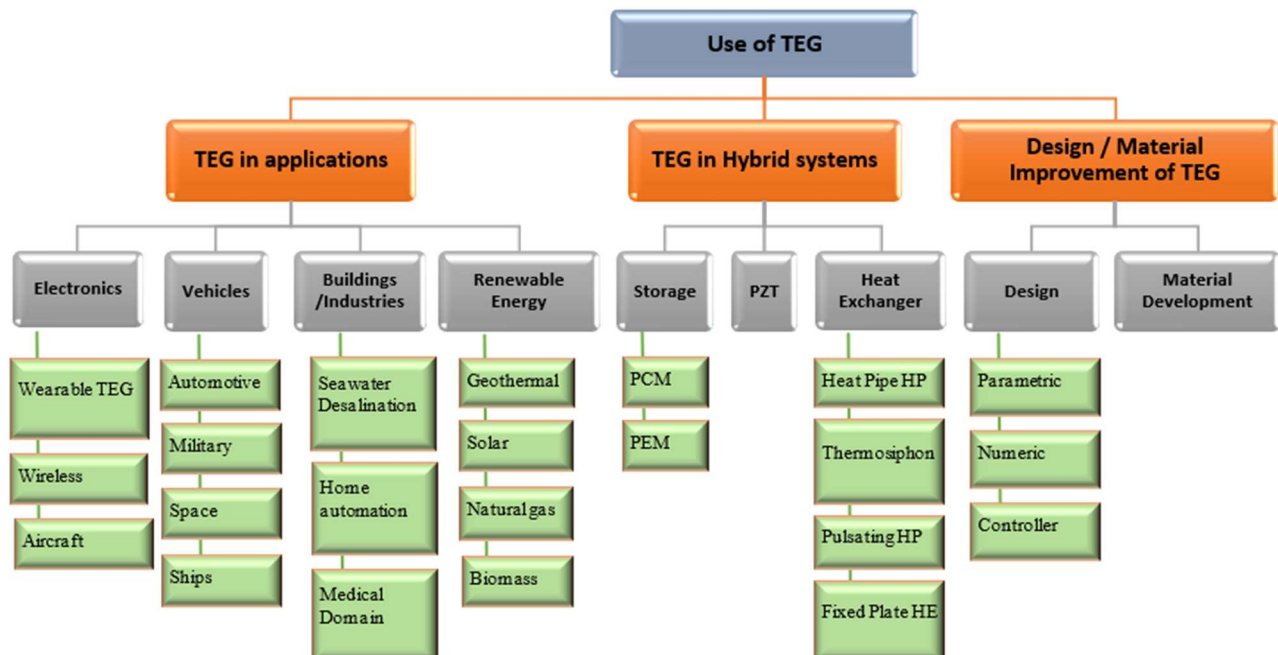 Use of TEG
TEG in applications
TEG in Hybrid systems
Design / Material
Improvement of TEG
Electronics
Vehicles
Buildings
/Industries
Renewable
Energy
Storage
PZT
Heat
Exchanger
Design
Material
Development
Wearable TEG
Wireless
Aircraft
Automotive
Military
Space
Ships
Seawater
Desalination
Home
automation
Medical
Domain
Geothermal
Solar
Natural gas
Biomass
PCM
PEM
Heat Pipe HP
Thermosiphon
Pulsating HP
Fixed Plate HE
Parametric
Numeric
Controller